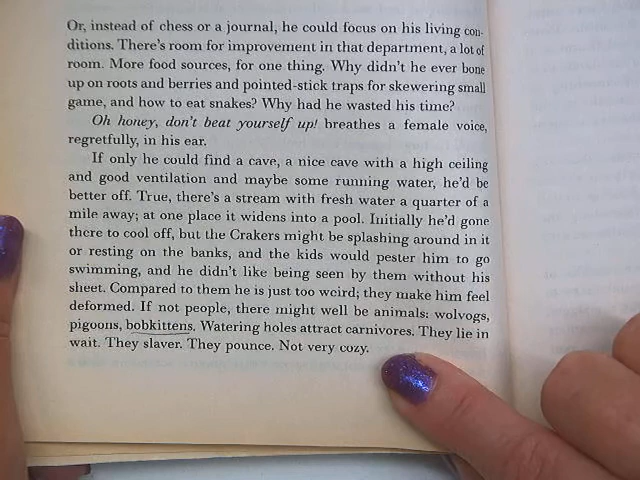 Or, instead of chess or a journal, he could focus on his living con-
ditions. There's room for improvement in that department, a lot of
room. More food sources, for one thing. Why didn't he ever bone
up on roots and berries and pointed-stick traps for skewering small
game, and how to eat snakes? Why had he wasted his time?
Oh honey, don't beat yourself up! breathes a female voice,
regretfully, in his ear.
If only he could find a cave, a nice cave with a high ceiling
and good ventilation and maybe some running water, he'd be
better off. True, there's a stream with fresh water a quarter of a
mile away; at one place it widens into a pool. Initially he'd gone
there to cool off, but the Crakers might be splashing around in it
or resting on the banks, and the kids would pester him to go
swimming, and he didn't like being seen by them without his
sheet. Compared to them he is just too weird; they make him feel
deformed. If not people, there might well be animals: wolvogs,
pigoons, bobkittens. Watering holes attract carnivores. They lie in
wait. They slaver. They pounce. Not very cozy.